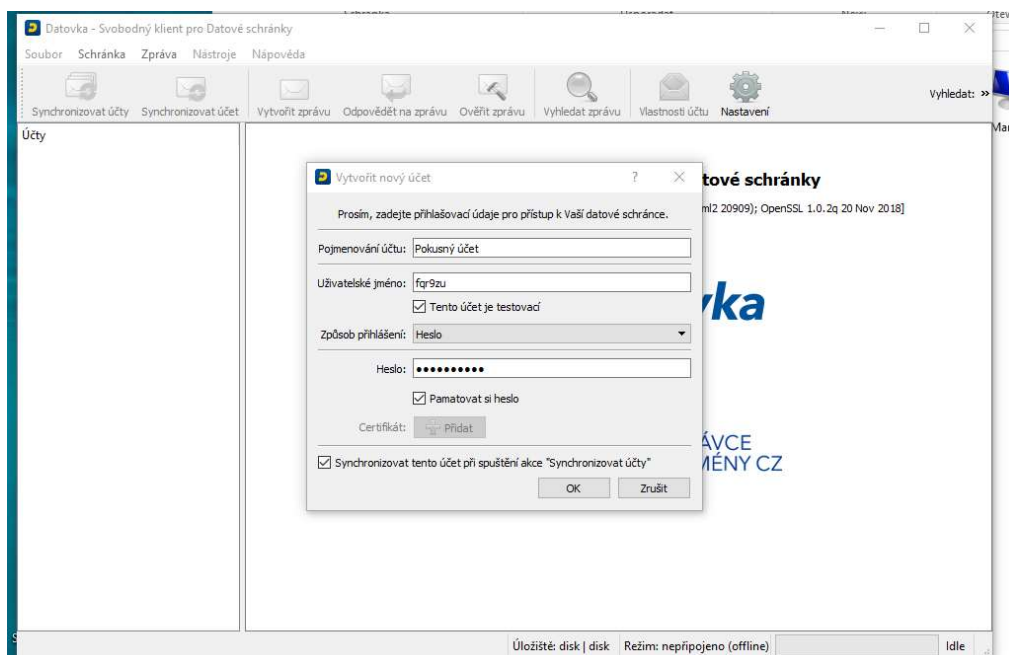 Datovka - Svobodný klient pro Datové schránky
Soubor Schránka Zpráva Nástroje Nápověda
Synchronizovat účty Synchronizovat účet Vytvořit zprávu Odpovědět na zprávu Ověřit zprávu Vyhledat zprávu Vlastnosti účtu Nastavení Vyhledat: »
Účty
Vytvořit nový účet ? ×
tové schránky
Prosím, zadejte přihlašovací údaje pro přístup k Vaší datové schránce.
ml2 20909); OpenSSL 1.0.2q 20 Nov 2018]
Pojmenování účtu: Pokusný účet
Uživatelské jméno: fqr9zu
Tento účet je testovací
vka
Způsob přihlášení: Heslo
Heslo: ●●●●●●●●●●
Pamatovat si heslo
Certifikát: Přidat
ÁVCE
MÉNY CZ
Synchronizovat tento účet při spuštění akce "Synchronizovat účty"
OK Zrušit
Úložiště: disk | disk Režim: nepřipojeno (offline) Idle